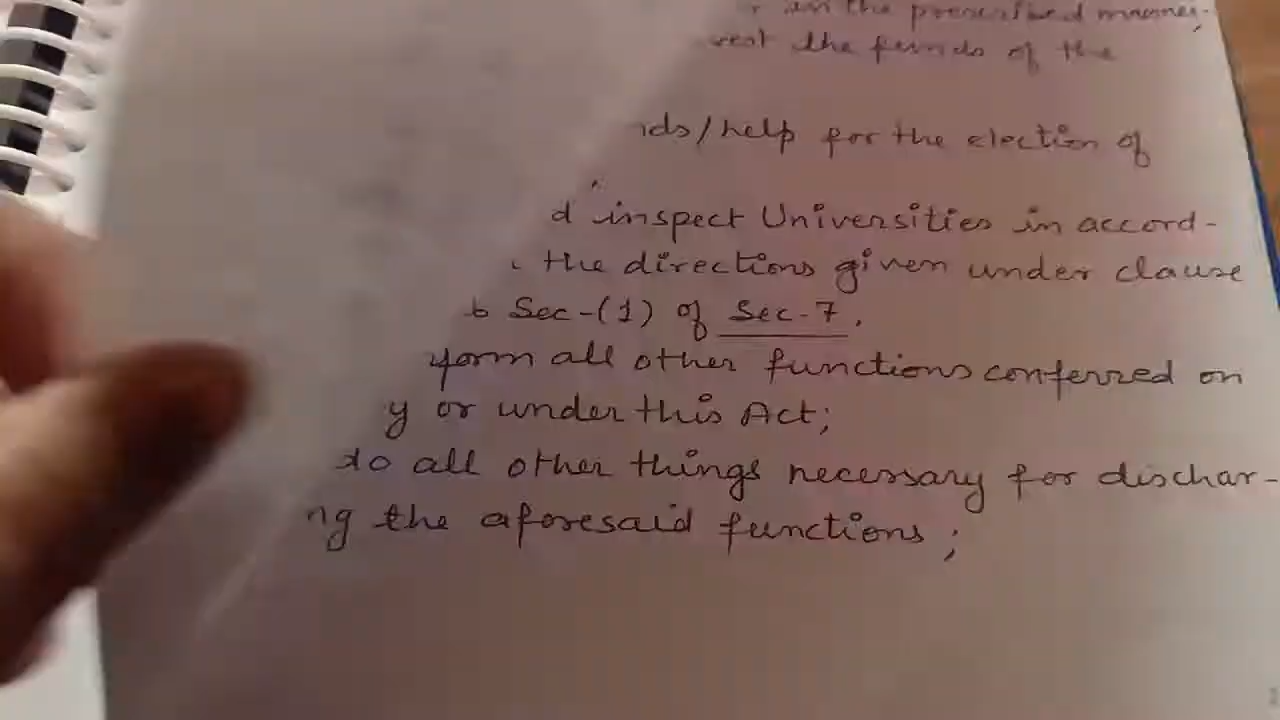 in the prescribed manner;
vest the funds of the
ids/help for the election of
d inspect Universities in accord-
the directions given under clause
b Sec-(1) of Sec-7.
form all other functions conferred on
y or under this Act;
do all other things necessary for dischar-
ng the aforesaid functions;